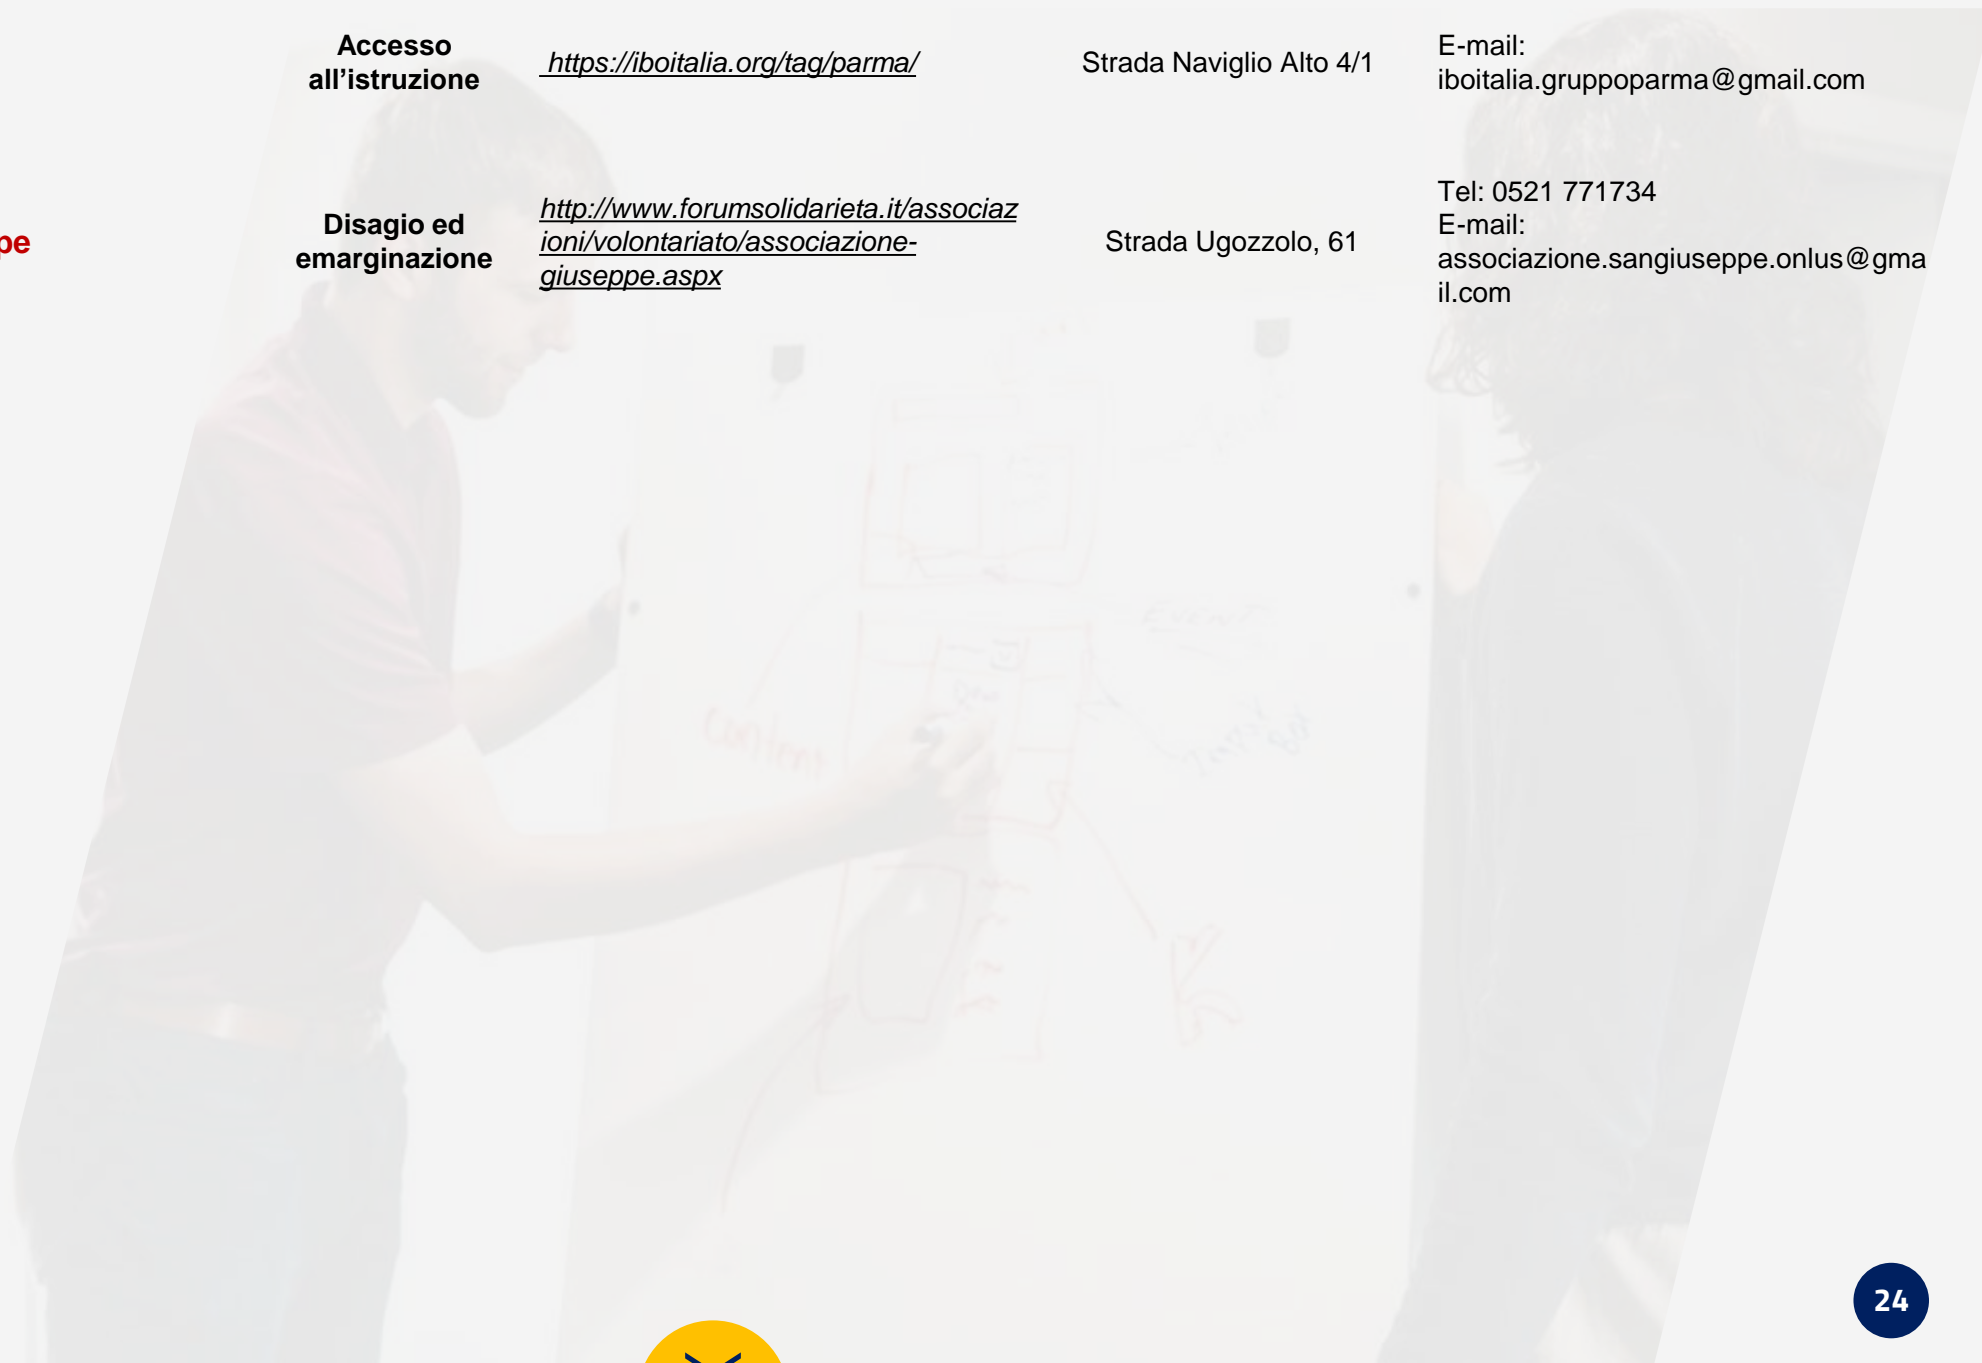 Accesso
all’istruzione
https://iboitalia.org/tag/parma/
Strada Naviglio Alto 4/1
E-mail:
iboitalia.gruppoparma@gmail.com
pe
Disagio ed
emarginazione
http://www.forumsolidarieta.it/associaz
ioni/volontariato/associazione-
giuseppe.aspx
Strada Ugozzolo, 61
Tel: 0521 771734
E-mail:
associazione.sangiuseppe.onlus@gma
il.com
EVENT
content
24